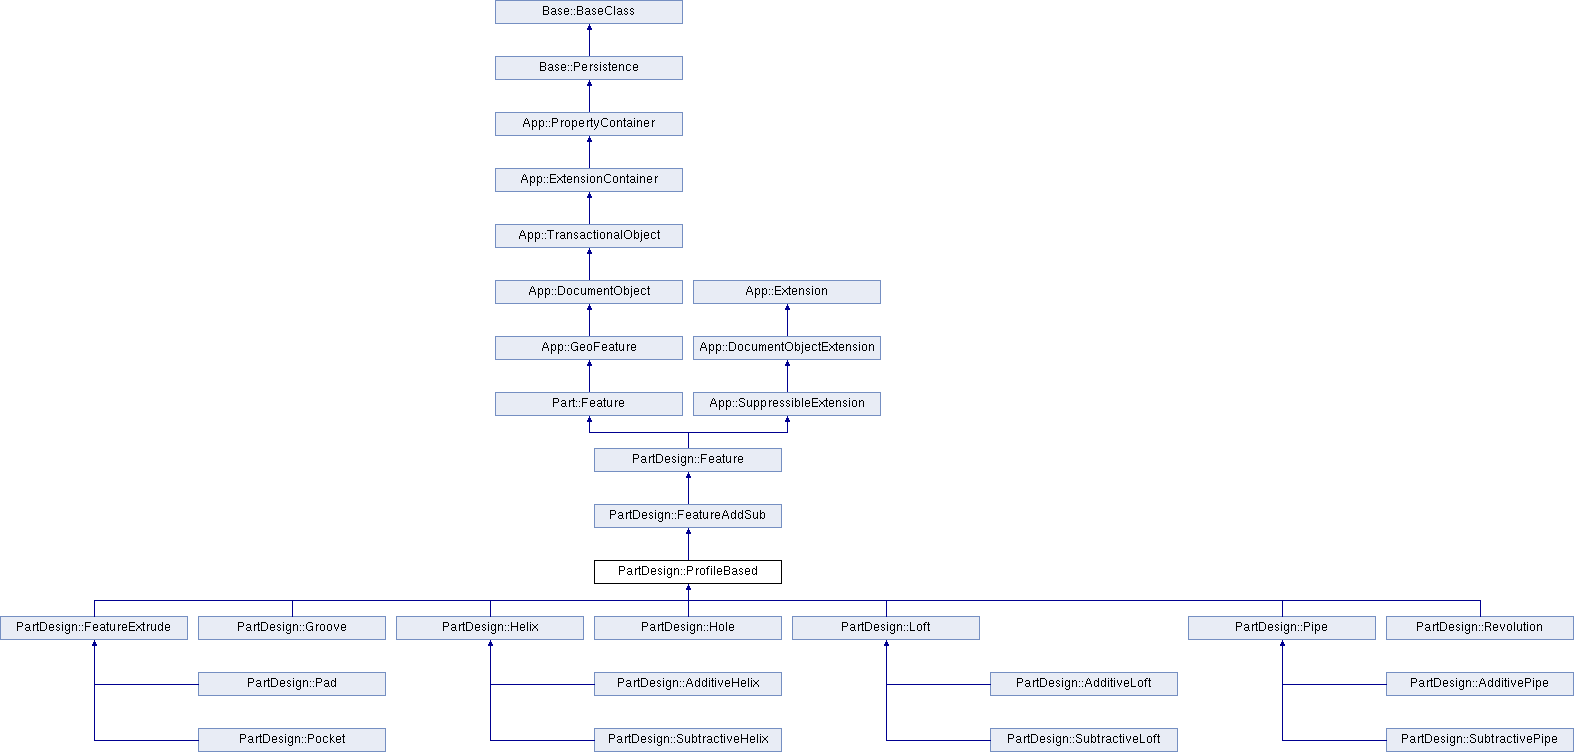 Base::BaseClass
Base::Persistence
App::PropertyContainer
App::ExtensionContainer
App::TransactionalObject
App::DocumentObject
App::Extension
App::GeoFeature
App::DocumentObjectExtension
Part::Feature
App::SuppressibleExtension
PartDesign::Feature
PartDesign::FeatureAddSub
PartDesign::ProfileBased
PartDesign::FeatureExtrude
PartDesign::Groove
PartDesign::Helix
PartDesign::Hole
PartDesign::Loft
PartDesign::Pipe
PartDesign::Revolution
PartDesign::Pad
PartDesign::AdditiveHelix
PartDesign::AdditiveLoft
PartDesign::AdditivePipe
PartDesign::Pocket
PartDesign::SubtractiveHelix
PartDesign::SubtractiveLoft
PartDesign::SubtractivePipe